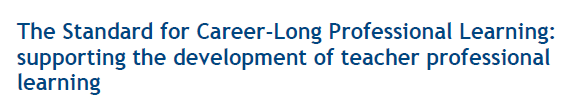 The Standard for Career-Long Professional Learning:
supporting the development of teacher professional
learning